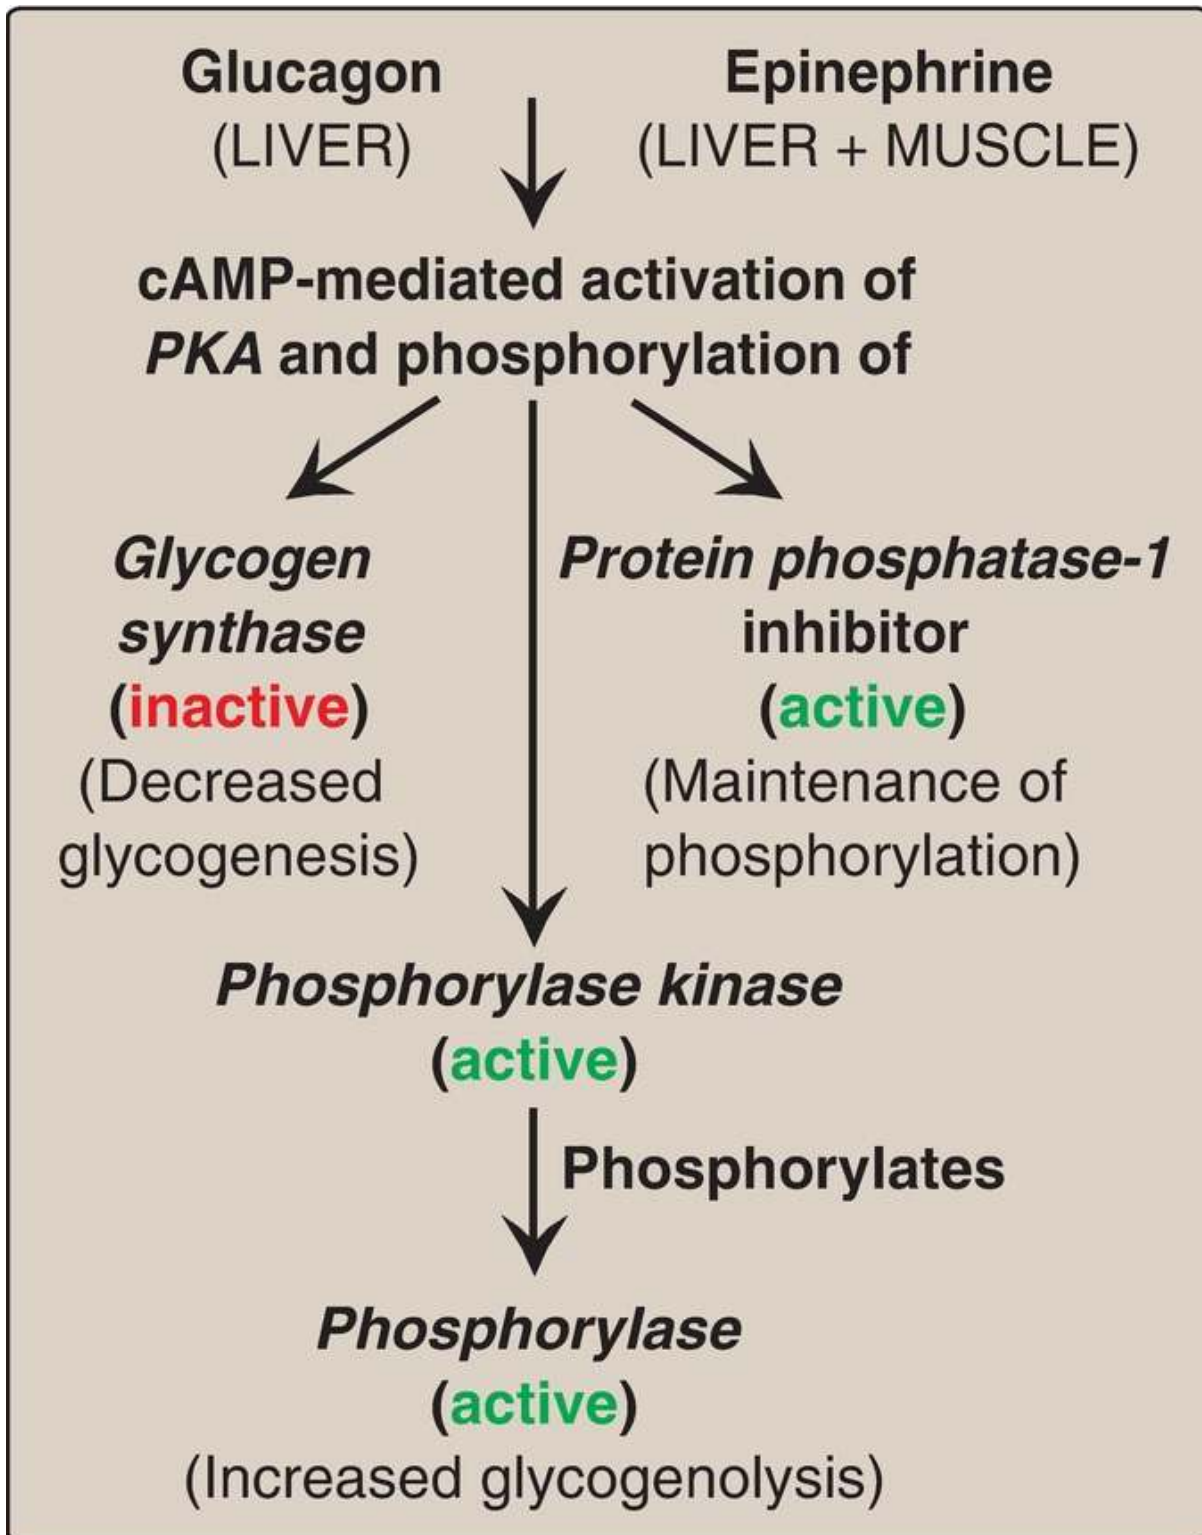 Glucagon
(LIVER)
Epinephrine
(LIVER + MUSCLE)
cAMP-mediated activation of
PKA and phosphorylation of
Glycogen
synthase
(inactive)
(Decreased
glycogenesis)
Protein phosphatase-1
inhibitor
(active)
(Maintenance of
phosphorylation)
Phosphorylase kinase
(active)
Phosphorylates
Phosphorylase
(active)
(Increased glycogenolysis)